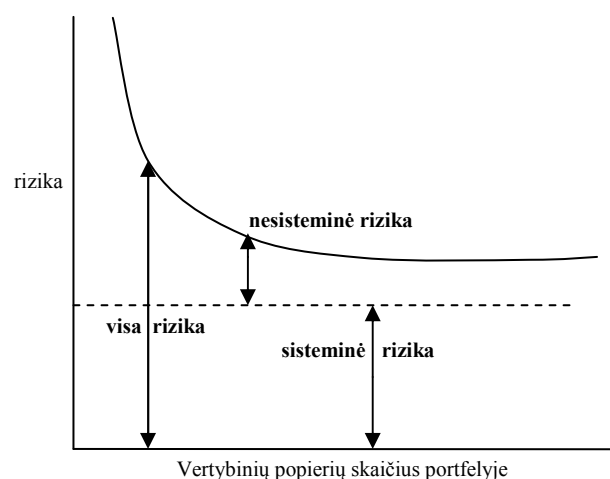 rizika
nesisteminė rizika
visa rizika
sisteminė rizika
Vertybinių popierių skaičius portfelyje